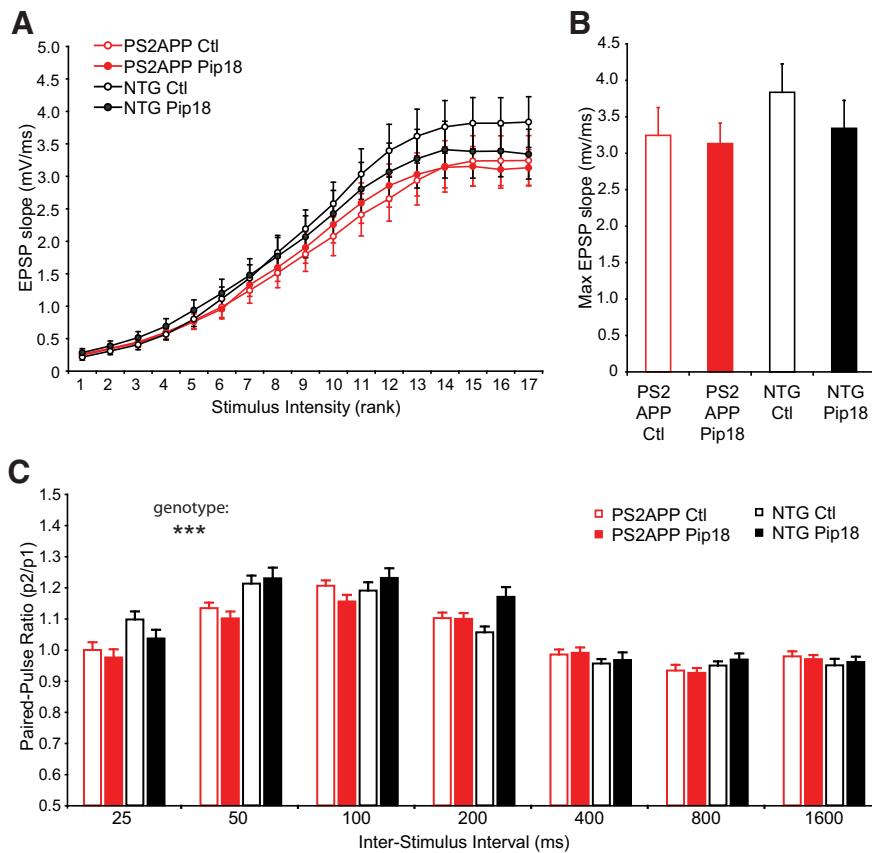 A
PS2APP Ctl
PS2APP Pip18
NTG Ctl
NTG Pip18
EPSP slope (mV/ms)
5.0
4.5
4.0
3.5
3.0
2.5
2.0
1.5
1.0
0.5
0
1 2 3 4 5 6 7 8 9 10 11 12 13 14 15 16 17
Stimulus Intensity (rank)
B
Max EPSP slope (mv/ms)
4.5
4.0
3.5
3.0
2.5
2.0
1.5
1.0
0.5
0
PS2 APP Ctl
PS2 APP Pip18
NTG Ctl
NTG Pip18
C
Paired-Pulse Ratio (p2/p1)
1.5
1.4
1.3
1.2
1.1
1.0
0.9
0.8
0.7
0.6
0.5
genotype:
***
PS2APP Ctl
PS2APP Pip18
NTG Ctl
NTG Pip18
25 50 100 200 400 800 1600
Inter-Stimulus Interval (ms)